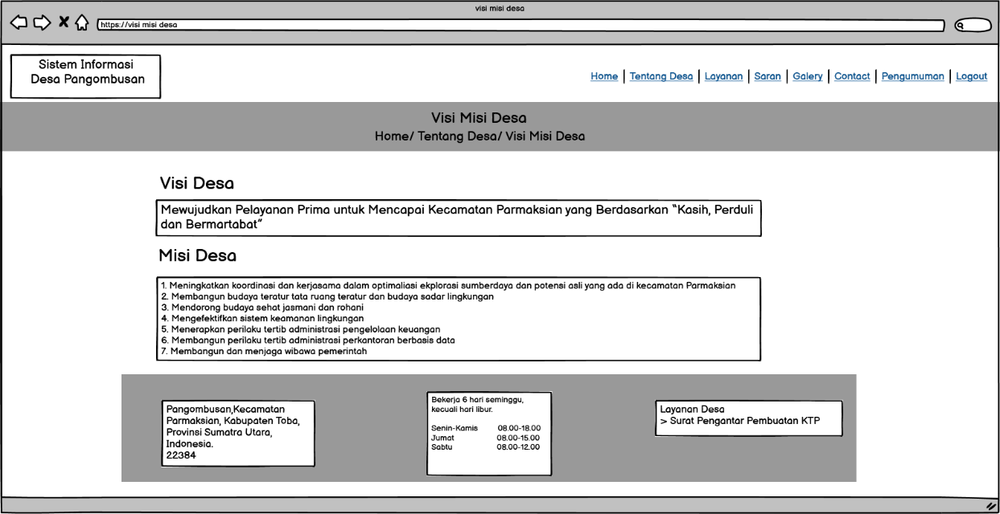 visi misi desa
https://visi misi desa
Sistem Informasi
Desa Pangombusan
Home | Tentang Desa | Layanan | Saran | Galery | Contact | Pengumuman | Logout
Visi Misi Desa
Home/ Tentang Desa/ Visi Misi Desa
Visi Desa
Mewujudkan Pelayanan Prima untuk Mencapai Kecamatan Parmaksian yang Berdasarkan "Kasih, Perduli
dan Bermartabat"
Misi Desa
1. Meningkatkan koordinasi dan kerjasama dalam optimaliasi ekplorasi sumberdaya dan potensi asli yang ada di kecamatan Parmaksian
2. Membangun budaya teratur tata ruang teratur dan budaya sadar lingkungan
3. Mendorong budaya sehat jasmani dan rohani
4. Mengefektifkan sistem keamanan lingkungan
5. Menerapkan perilaku tertib administrasi pengelolaan keuangan
6. Membangun perilaku tertib administrasi perkantoran berbasis data
7. Membangun dan menjaga wibawa pemerintah
Pangombusan,Kecamatan
Parmaksian, Kabupaten Toba,
Provinsi Sumatra Utara,
Indonesia.
22384
Bekerja 6 hari seminggu,
kecuali hari libur.
Senin-Kamis 08.00-18.00
Jumat 08.00-15.00
Sabtu 08.00-12.00
Layanan Desa
> Surat Pengantar Pembuatan KTP